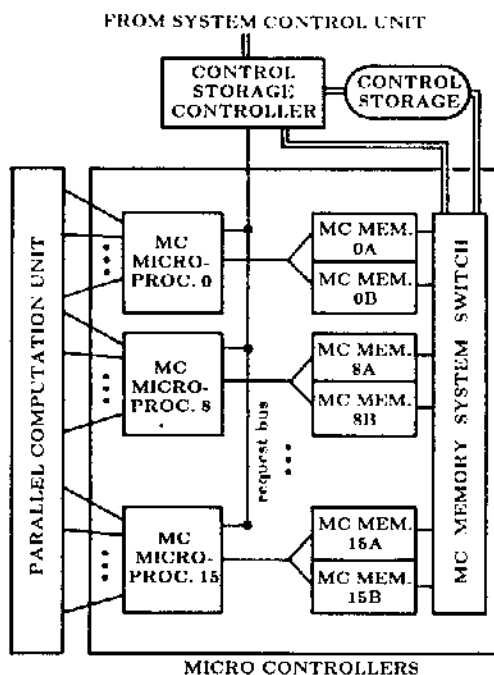 FROM SYSTEM CONTROL UNIT
CONTROL
STORAGE
CONTROLLER
CONTROL
STORAGE
PARALLEL COMPUTATION UNIT
MC
MICRO-
PROC. 0
MC MEM.
0A
MC MEM.
0B
MC
MICRO-
PROC. 8
MC MEM.
8A
MC MEM.
8B
request bus
MC
MICRO-
PROC. 15
MC MEM.
15A
MC MEM.
15B
MC MEMORY SYSTEM SWITCH
MICRO CONTROLLERS